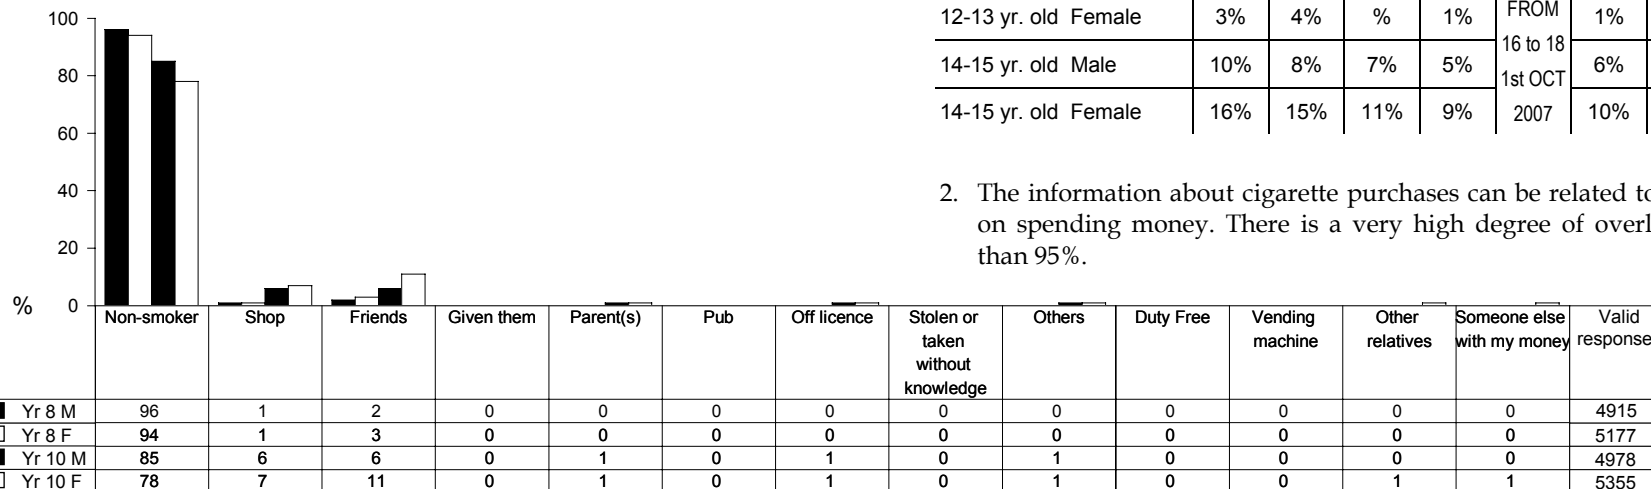 100
80
60
40
20
0
%
12-13 yr. old Female 3% 4% % 1% FROM 1%
16 to 18
14-15 yr. old Male 10% 8% 7% 5% 1st OCT 6%
14-15 yr. old Female 16% 15% 11% 9% 2007 10%
2. The information about cigarette purchases can be related to
on spending money. There is a very high degree of overl
than 95%.
Non-smoker Shop Friends Given them Parent(s) Pub Off licence Stolen or Others Duty Free Vending Other Someone else Valid
taken machine relatives with my money response
without
knowledge
Yr 8 M 96 1 2 0 0 0 0 0 0 0 0 0 0 4915
Yr 8 F 94 1 3 0 0 0 0 0 0 0 0 0 0 5177
Yr 10 M 85 6 6 0 1 0 1 0 1 0 0 0 0 4978
Yr 10 F 78 7 11 0 1 0 1 0 1 0 0 1 1 5355